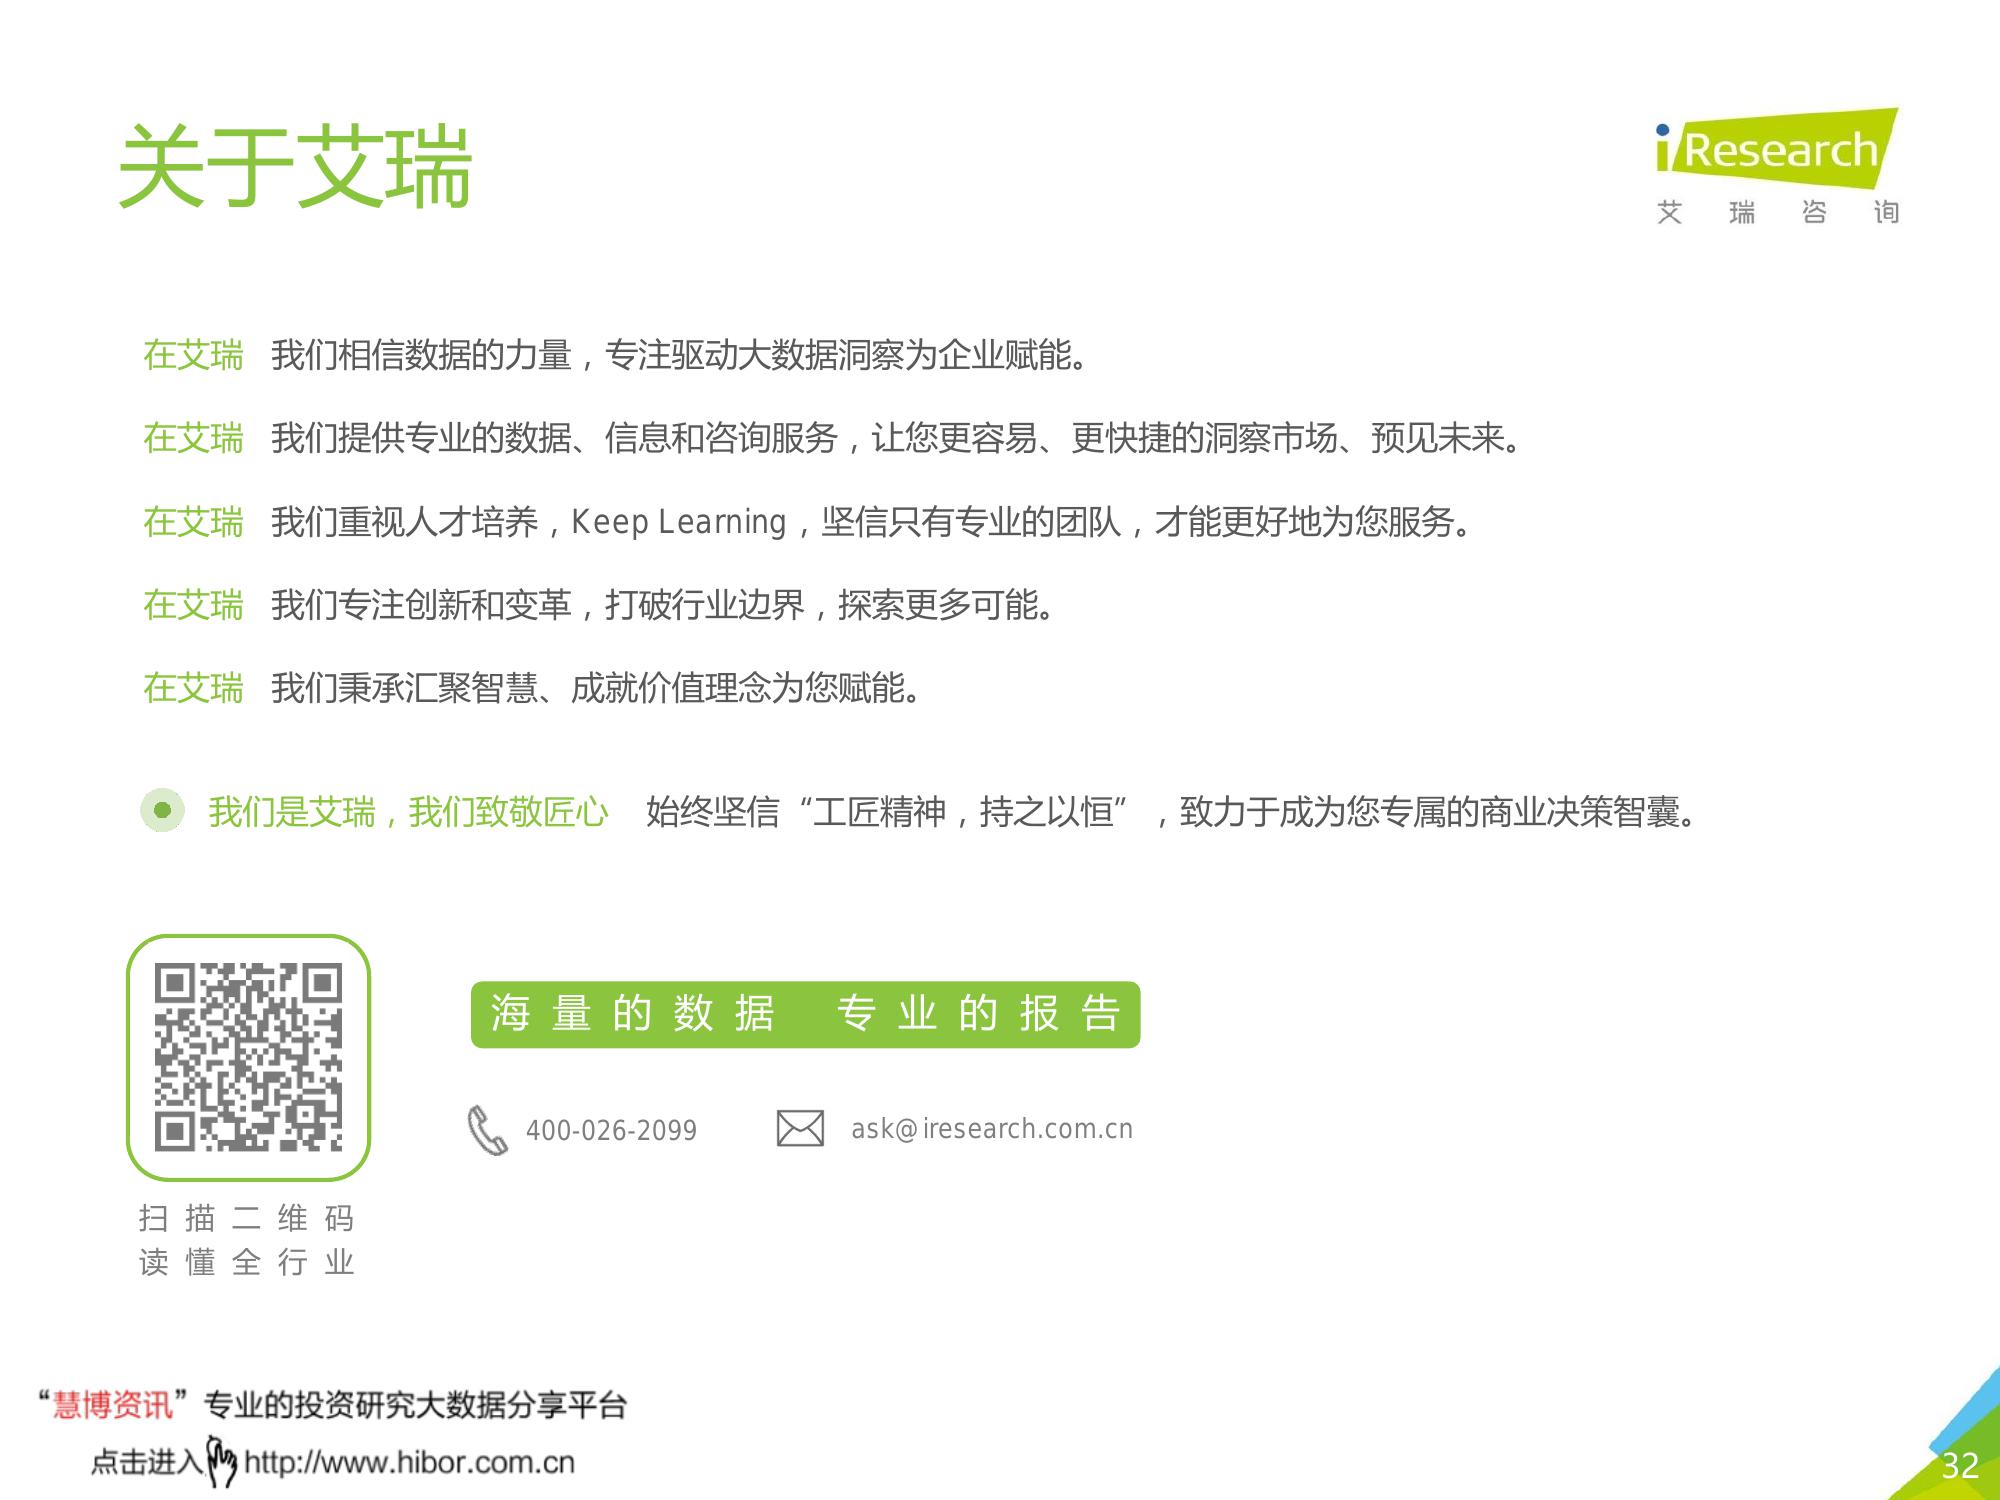 关于艾瑞
iResearch
艾瑞咨询
在艾瑞 我们相信数据的力量，专注驱动大数据洞察为企业赋能。
在艾瑞 我们提供专业的数据、信息和咨询服务，让您更容易、更快捷的洞察市场、预见未来。
在艾瑞 我们重视人才培养，Keep Learning，坚信只有专业的团队，才能更好地为您服务。
在艾瑞 我们专注创新和变革，打破行业边界，探索更多可能。
在艾瑞 我们秉承汇聚智慧、成就价值理念为您赋能。
我们是艾瑞，我们致敬匠心 始终坚信“工匠精神，持之以恒”，致力于成为您专属的商业决策智囊。
海量的数据 专业的报告
400-026-2099 ask@iresearch.com.cn
扫描二维码
读懂全行业
“慧博资讯”专业的投资研究大数据分享平台
点击进入http://www.hibor.com.cn
32